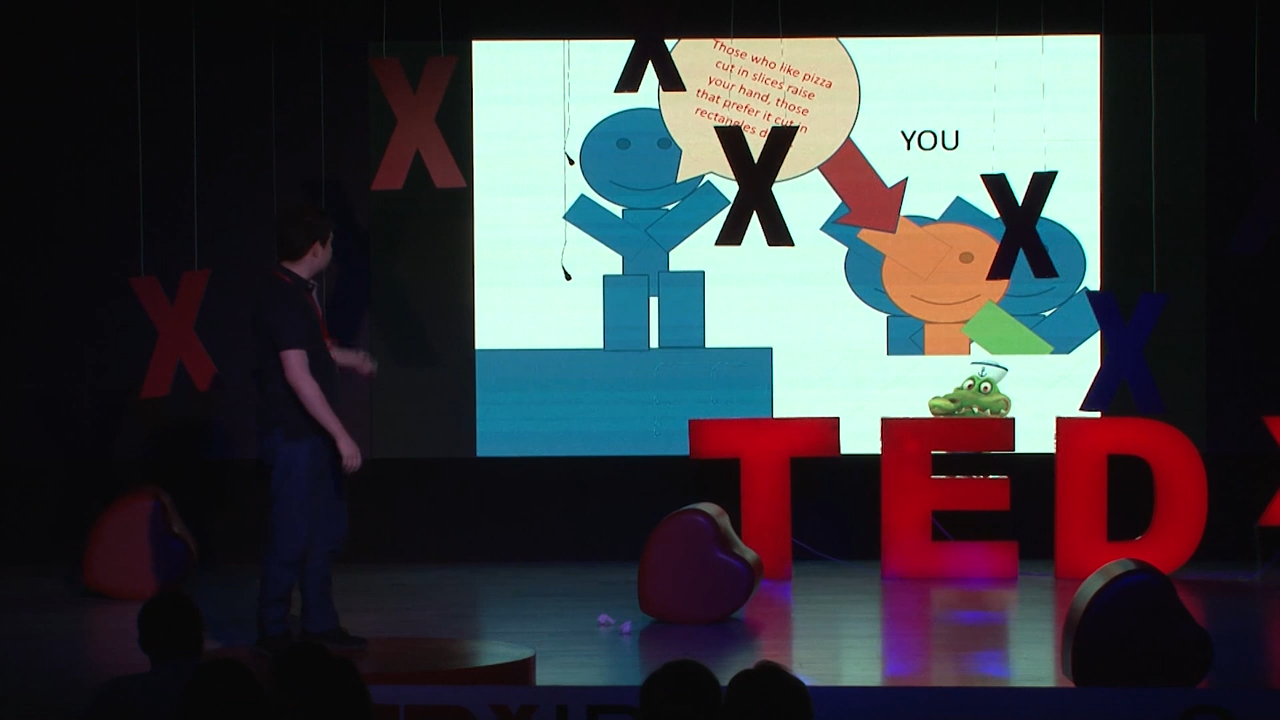 Those who like pizza
cut in slices raise
your hand, those
that prefer it cut in
rectangles
YOU
X
X
X
X
X
X
TED